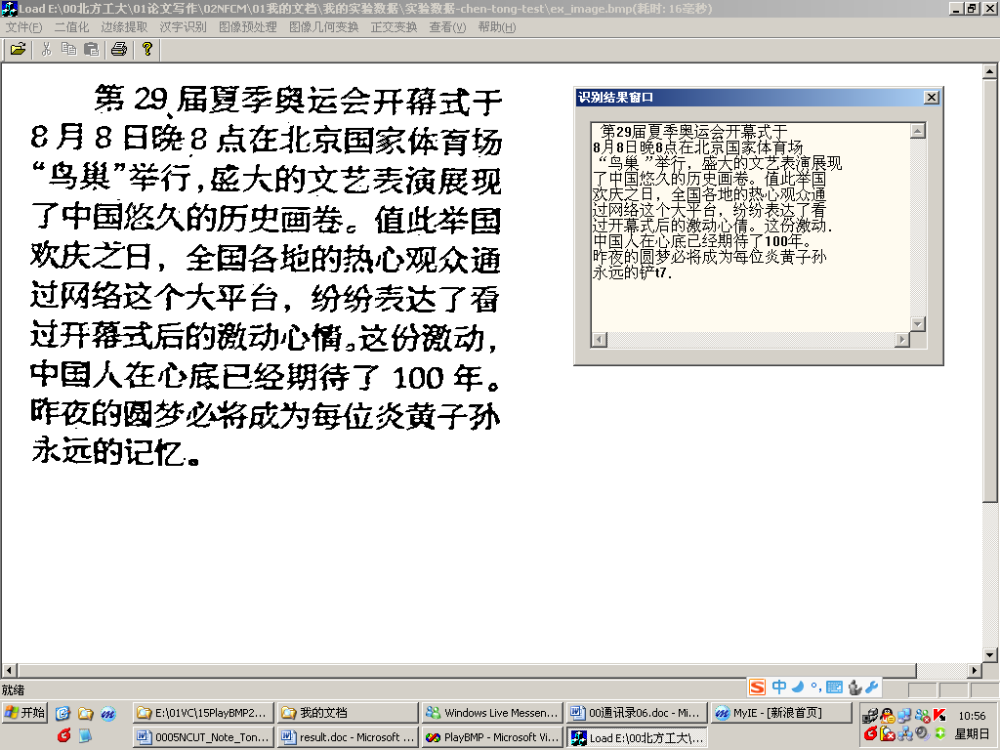 Load E:\00北方工大\01论文写作\02NFCM\01我的文档\我的实验数据\实验数据-chen-tong-test\ex_image.bmp(耗时: 16毫秒)
文件(F) 二值化 边缘提取 汉字识别 图像预处理 图像几何变换 正交变换 查看(V) 帮助(H)
第 29 届夏季奥运会开幕式于
8 月 8 日晚 8 点在北京国家体育场
“鸟巢”举行,盛大的文艺表演展现
了中国悠久的历史画卷。值此举国
欢庆之日，全国各地的热心观众通
过网络这个大平台，纷纷表达了看
过开幕式后的激动心情。这份激动,
中国人在心底已经期待了 100 年。
昨夜的圆梦必将成为每位炎黄子孙
永远的记忆。
识别结果窗口
第29届夏季奥运会开幕式于
8月8日晚8点在北京国家体育场
“鸟巢”举行，盛大的文艺表演展现
了中国悠久的历史画卷。值此举国
欢庆之日，全国各地的热心观众通
过网络这个大平台，纷纷表达了看
过开幕式后的激动心倩。这份激动.
中国人在心底已经期待了100年。
昨夜的圆梦必将成为每位炎黄子孙
永远的铲t7.
就绪
中
开始 E:\01VC\15PlayBMP2... 我的文档 Windows Live Messen... 00通讯录06.doc - Mi... MyIE - [新浪首页] 10:56
0005NCUT_Note_Ton... result.doc - Microsoft ... PlayBMP - Microsoft Vi... Load E:\00北方工大\... 星期日